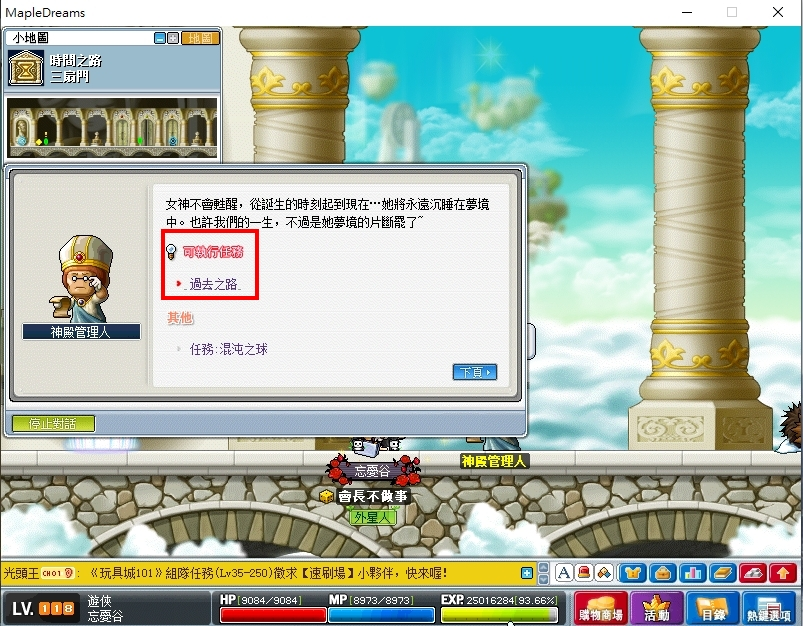 MapleDreams
小地圖
地圖
時間之路
三扇門
女神不會甦醒，從誕生的時刻起到現在…她將永遠沉睡在夢境
中。也許我們的一生，不過是她夢境的片斷罷了~
可執行任務
過去之路
其他
任務:混沌之球
神殿管理人
下頁
停止對話
忘憂谷
神殿管理人
會長不做事
外星人
光頭王 CH01 : 《玩具城101》組隊任務(Lv35-250)徵求【速刷場】小夥伴，快來喔!
LV. 118
遊俠
忘憂谷
HP[9084/9084]
MP[8973/8973]
EXP.25016284[93.66%]
購物商場
活動
目錄
熱鍵選項